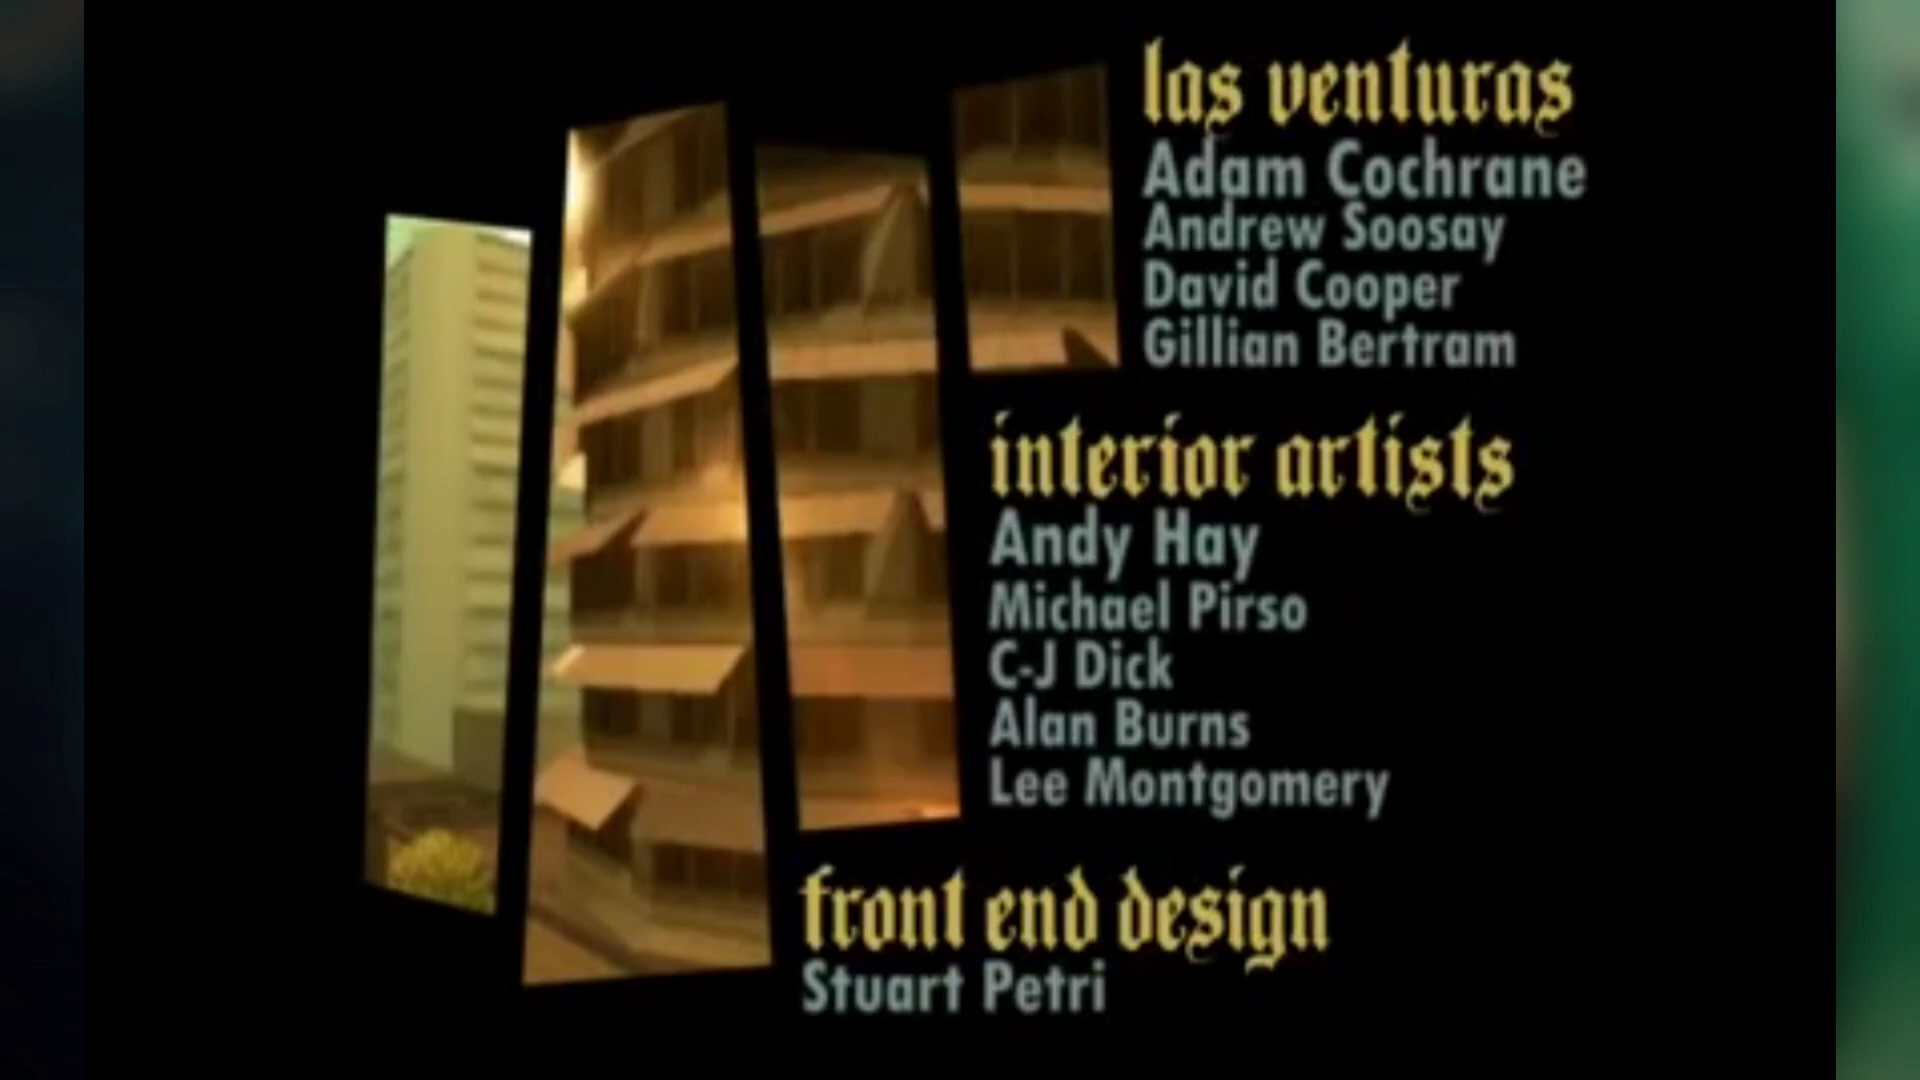 las venturas
Adam Cochrane
Andrew Soosay
David Cooper
Gillian Bertram
interior artists
Andy Hay
Michael Pirso
C-J Dick
Alan Burns
Lee Montgomery
front end design
Stuart Petri